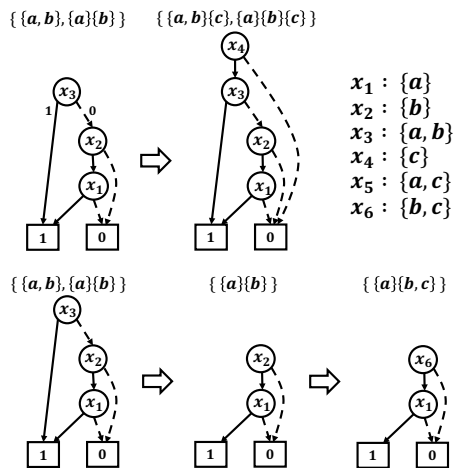 { {a, b}, {a}{b} }
{ {a, b}{c}, {a}{b}{c} }
x4
x3
1
0
x2
x1
1
0
x3
x2
x1
1
0
x1 : {a}
x2 : {b}
x3 : {a, b}
x4 : {c}
x5 : {a, c}
x6 : {b, c}
{ {a, b}, {a}{b} }
{ {a}{b} }
{ {a}{b, c} }
x3
x2
x1
1
0
x2
x1
1
0
x6
x1
1
0